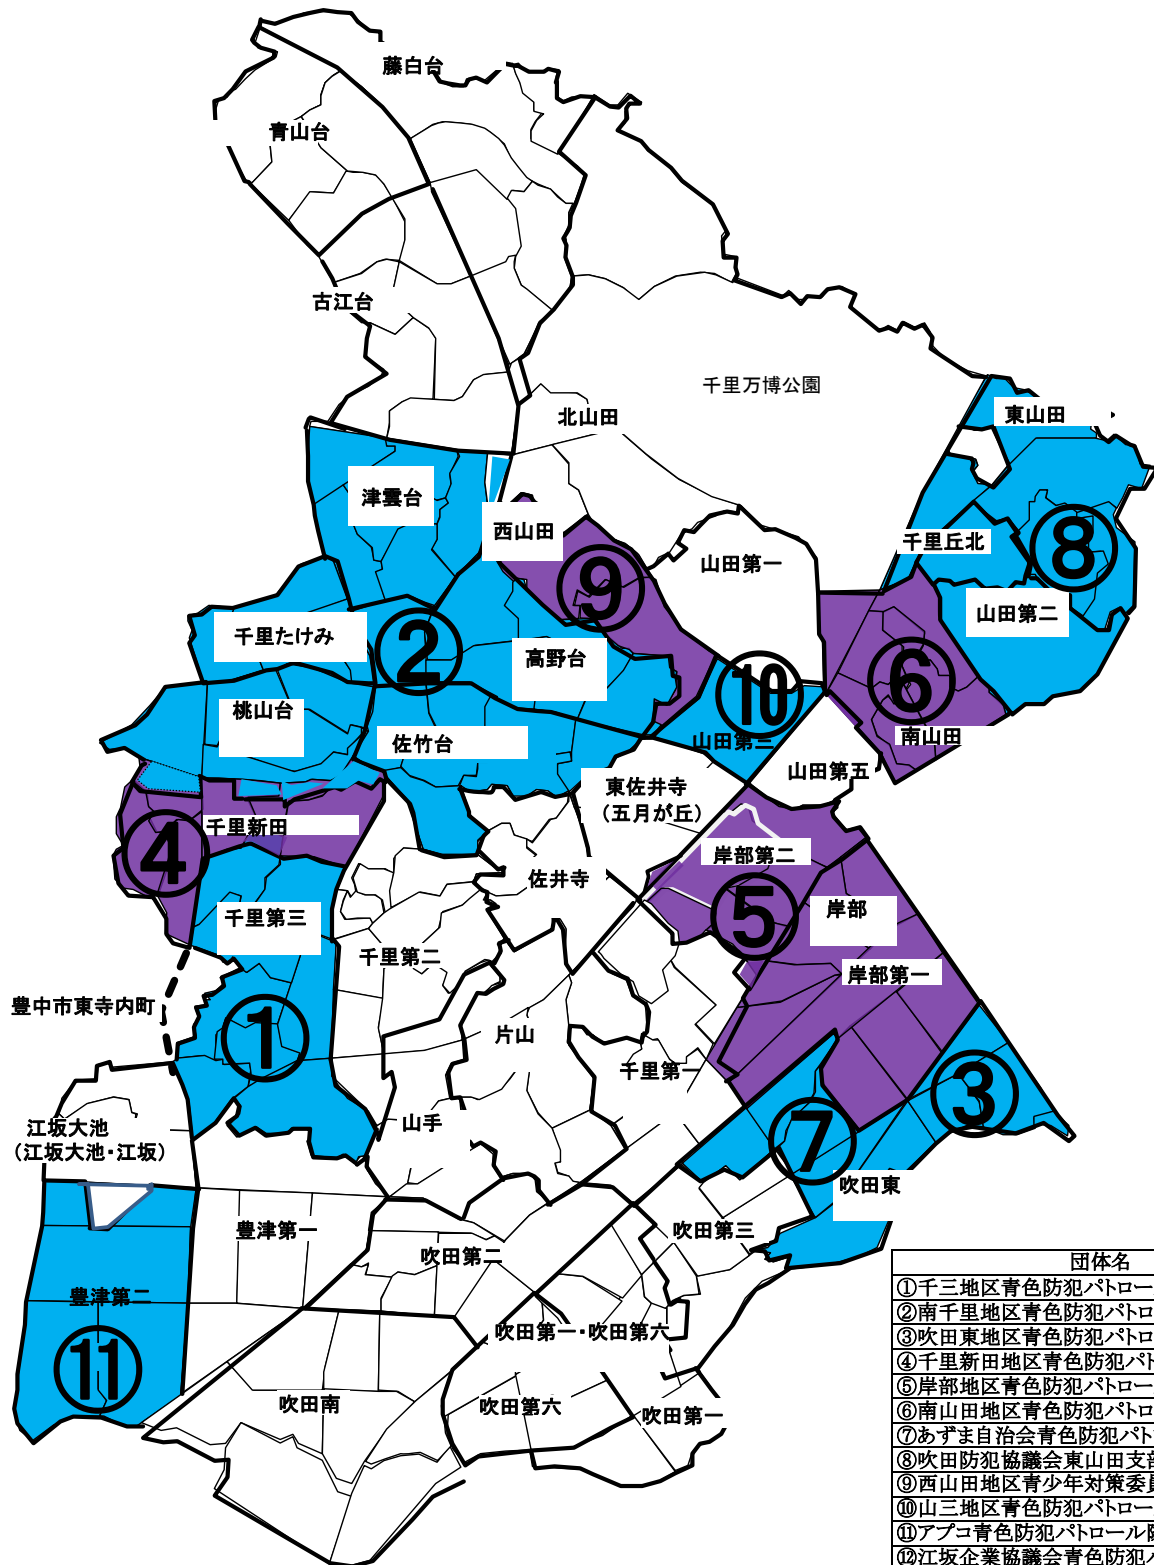 藤白台
青山台
古江台
千里万博公園
北山田
東山田
津雲台
西山田
千里丘北
⑧
山田第一
⑨
山田第二
千里たけみ
②
高野台
⑩
⑥
桃山台
佐竹台
山田第三
南山田
山田第五
東佐井寺
(五月が丘)
千里新田
④
岸部第二
佐井寺
⑤
岸部
千里第三
千里第二
岸部第一
豊中市東寺内町
①
片山
千里第一
③
山手
⑦
江坂大池
(江坂大池・江坂)
吹田東
豊津第一
吹田第二
吹田第三
豊津第二
吹田第一・吹田第六
⑪
吹田南
吹田第六
吹田第一
団体名
①千三地区青色防犯パトロー
②南千里地区青色防犯パトロ
③吹田東地区青色防犯パトロ
④千里新田地区青色防犯パト
⑤岸部地区青色防犯パトロー
⑥南山田地区青色防犯パトロ
⑦あずま自治会青色防犯パト
⑧吹田防犯協議会東山田支部
⑨西山田地区青少年対策委員
⑩山三地区青色防犯パトロー
⑪アプコ青色防犯パトロール隊
⑫江坂企業協議会青色防犯パ